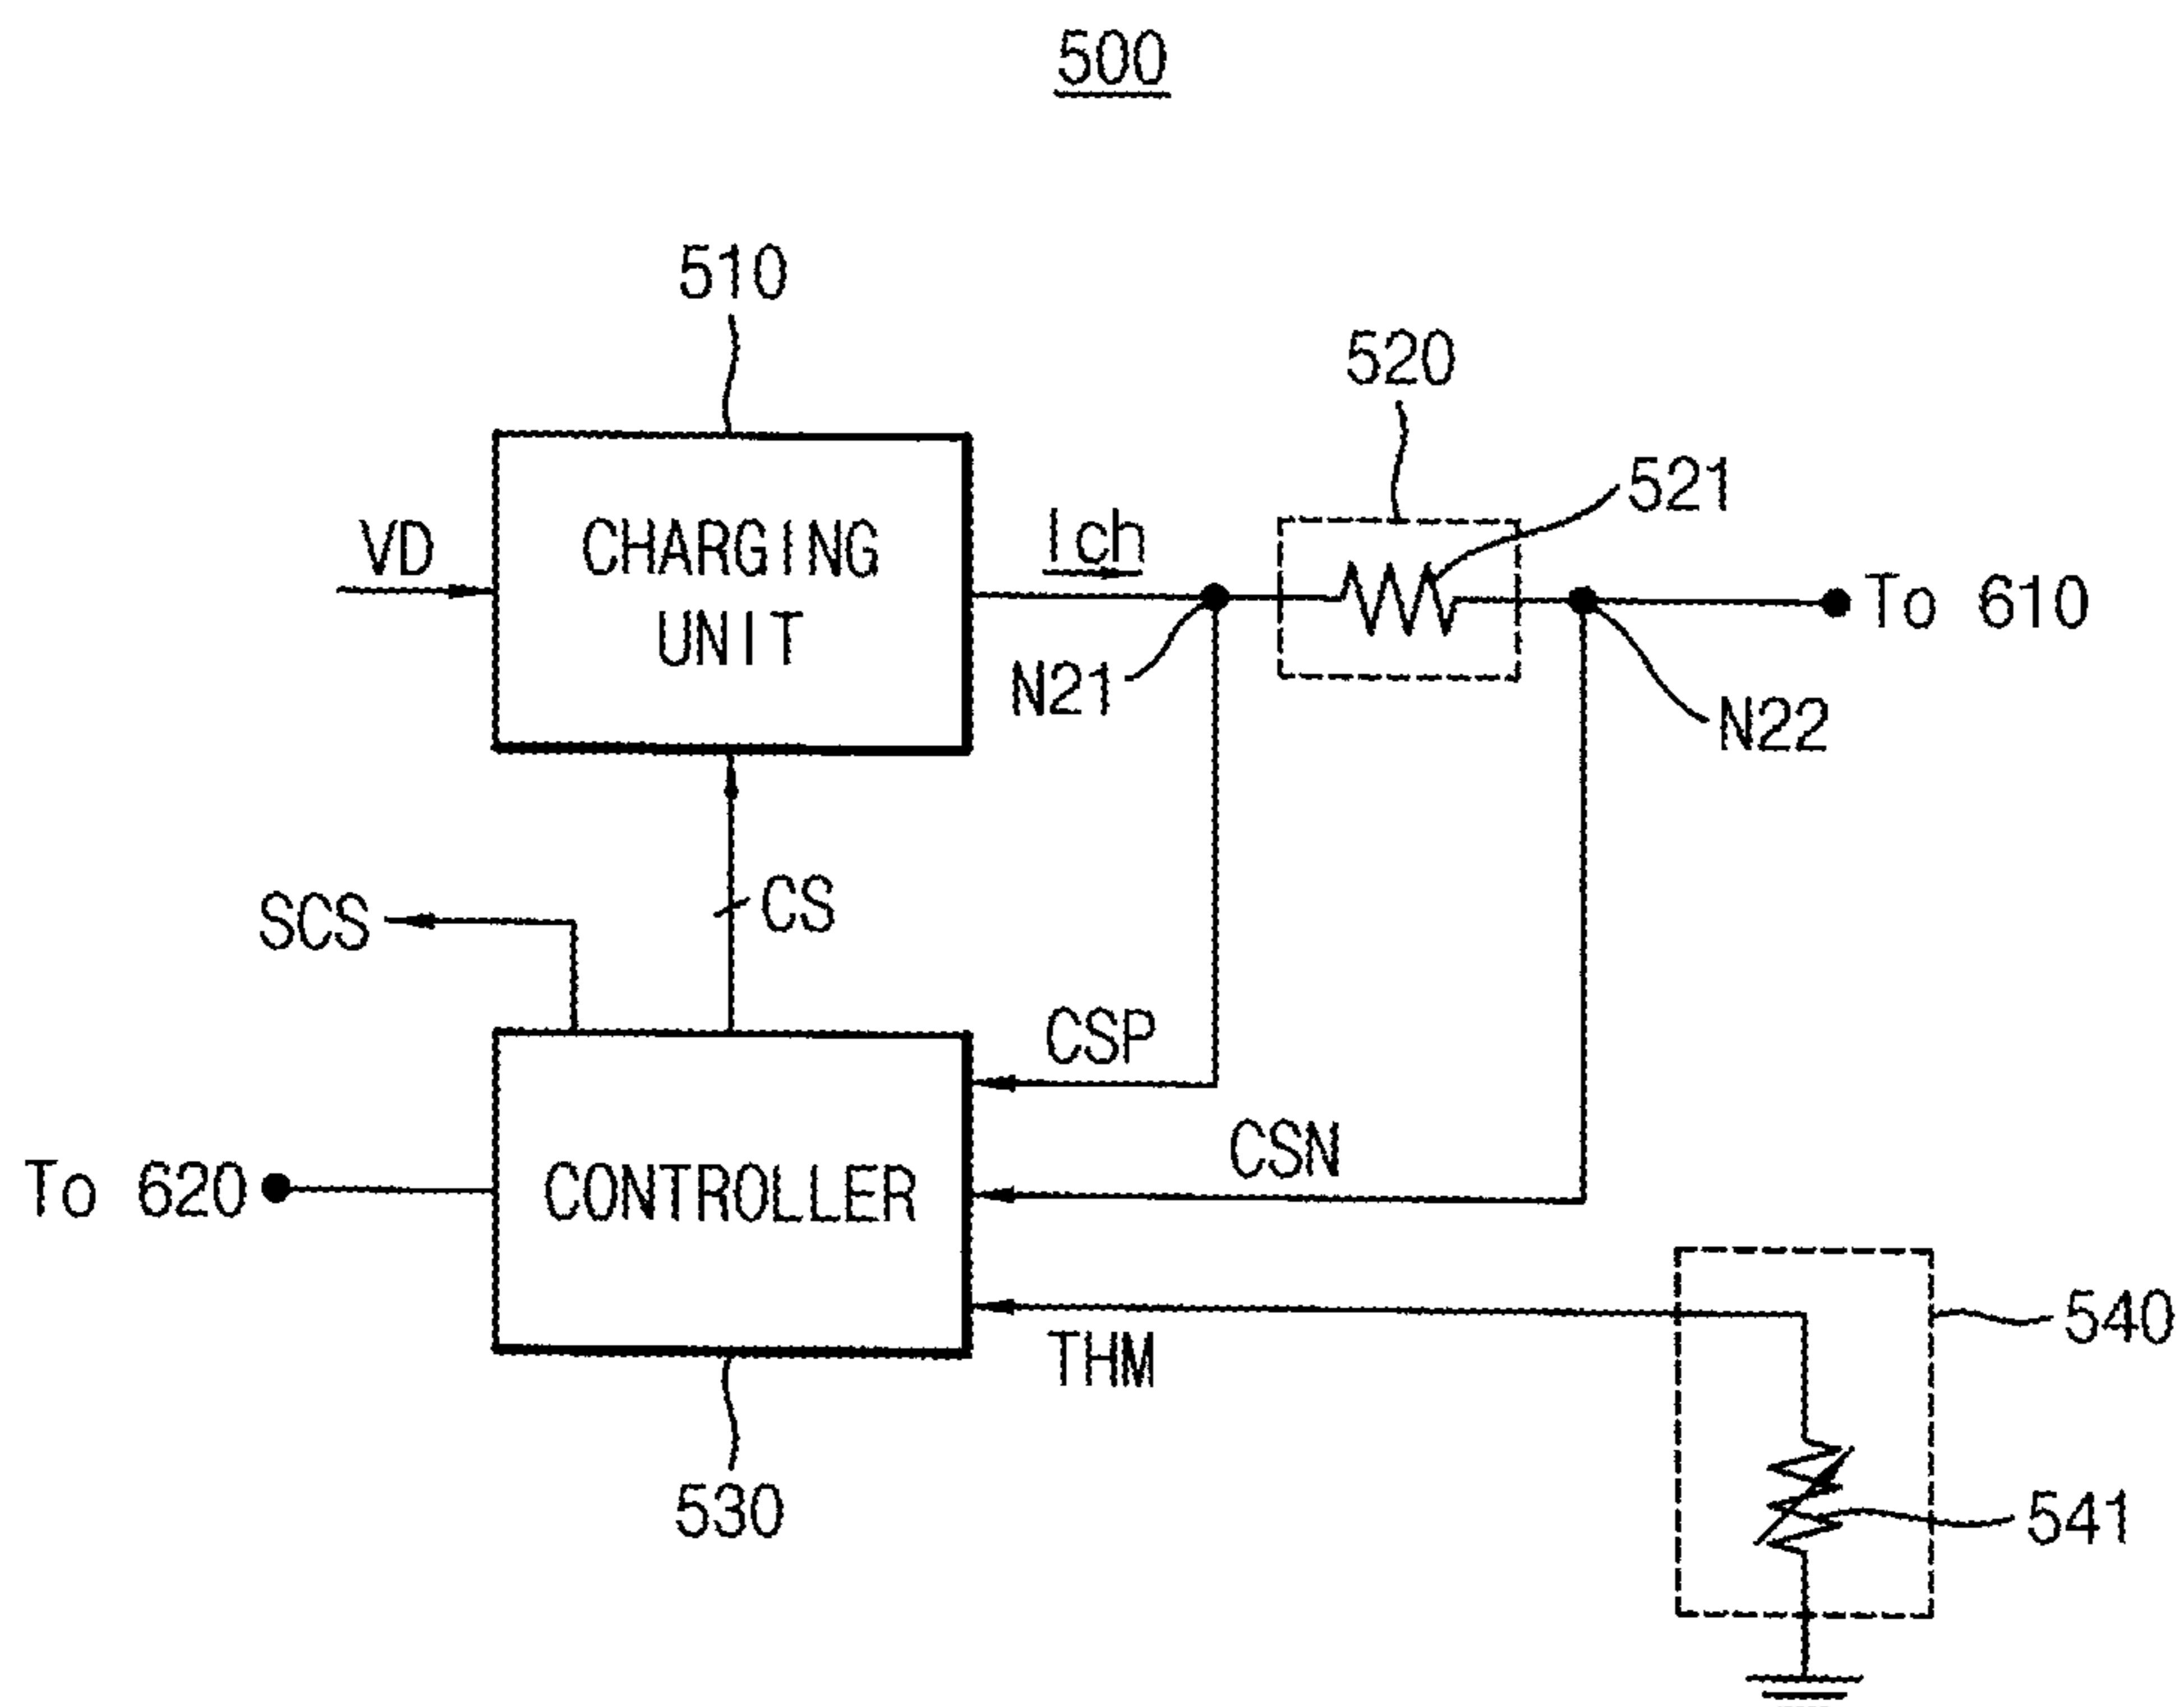 500
510
520
521
VD
CHARGING
UNIT
Ich
To 610
N21
N22
SCS
CS
CSP
CSN
To 620
CONTROLLER
THM
540
541
530